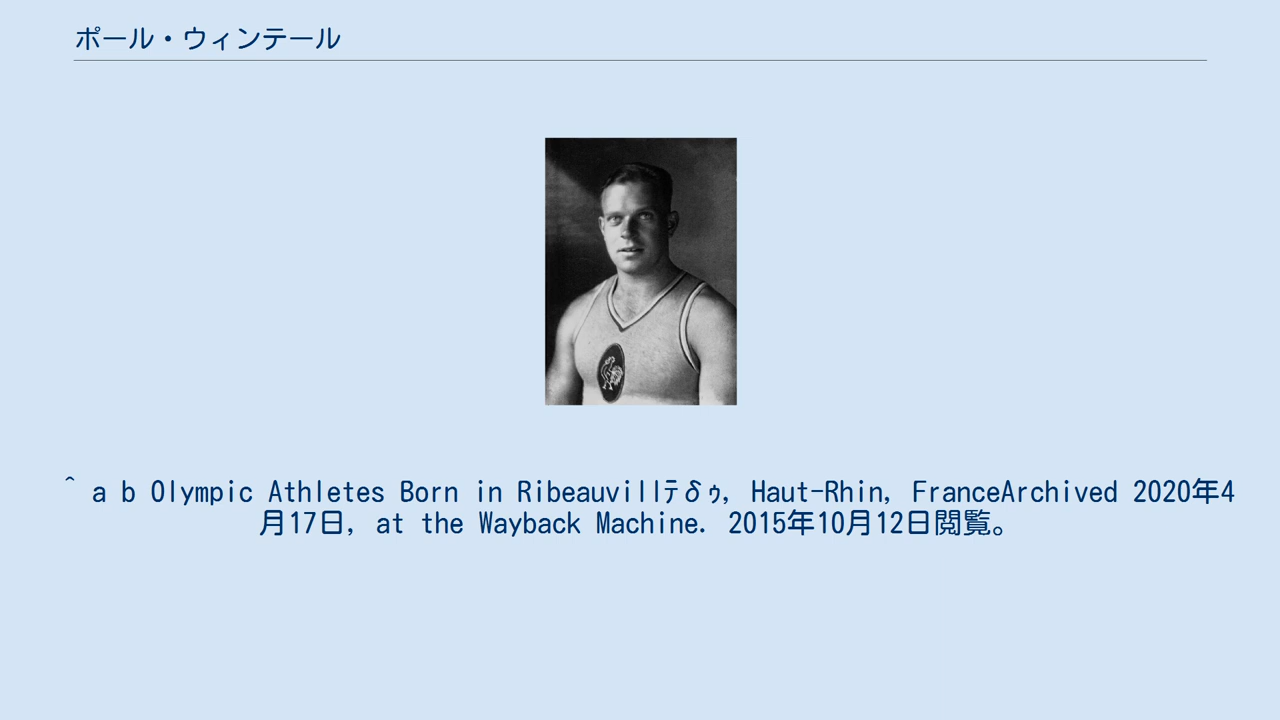 ポール・ウィンテール
^ a b Olympic Athletes Born in Ribeauvillﾃδゥ, Haut-Rhin, FranceArchived 2020年4
月17日, at the Wayback Machine. 2015年10月12日閲覧。